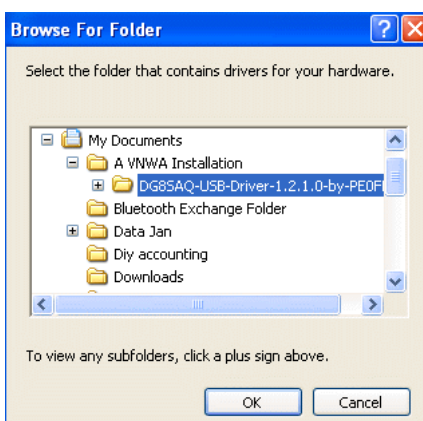 Browse For Folder
Select the folder that contains drivers for your hardware.
My Documents
A VNWA Installation
DG8SAQ-USB-Driver-1.2.1.0-by-PE0F
Bluetooth Exchange Folder
Data Jan
Diy accounting
Downloads
To view any subfolders, click a plus sign above.
OK Cancel